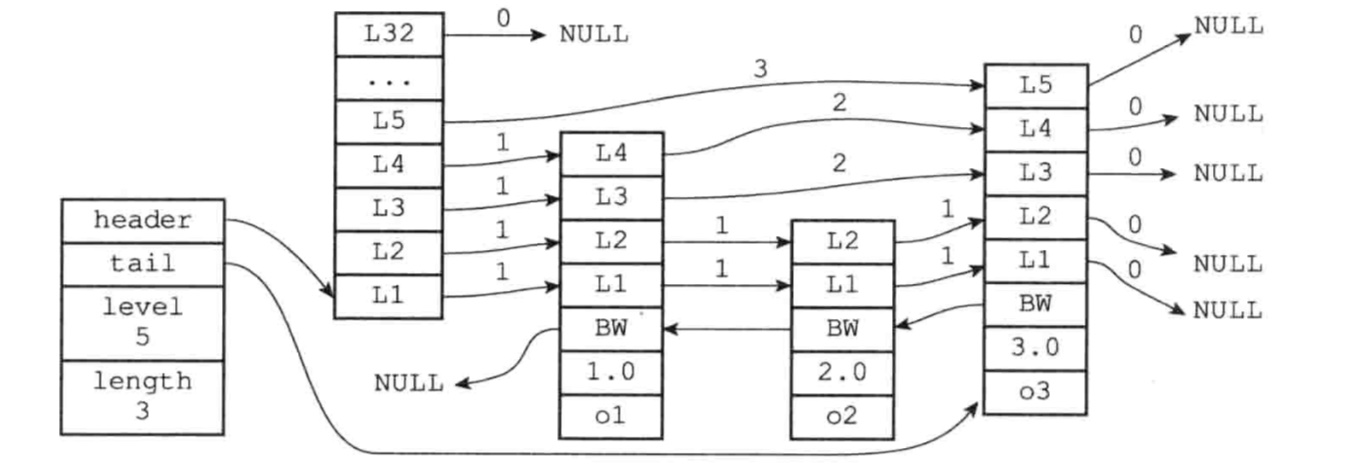 header
tail
level
5
length
3
L32
...
L5
L4
L3
L2
L1
0
NULL
3
1
1
1
1
L4
L3
L2
L1
BW
1.0
o1
NULL
2
2
1
1
L2
L1
BW
2.0
o2
1
1
L5
L4
L3
L2
L1
BW
3.0
o3
0
NULL
0
NULL
0
NULL
0
NULL
0
NULL